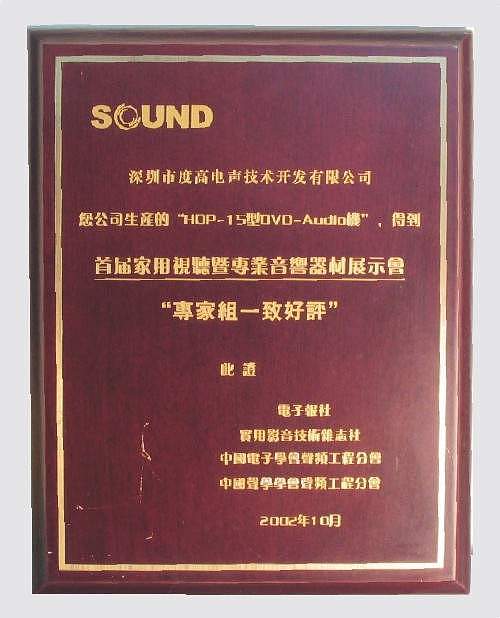 SOUND
深圳市度高电声技术开发有限公司
您公司生産的“HDP-15型DVD-Audio機”,得到
首届家用視聽暨專業音響器材展示會
“專家組一致好評”
此證
電子報社
實用影音技術雜志社
中國電子學會聲頻工程分會
中國聲學學會聲頻工程分會
2002年10月